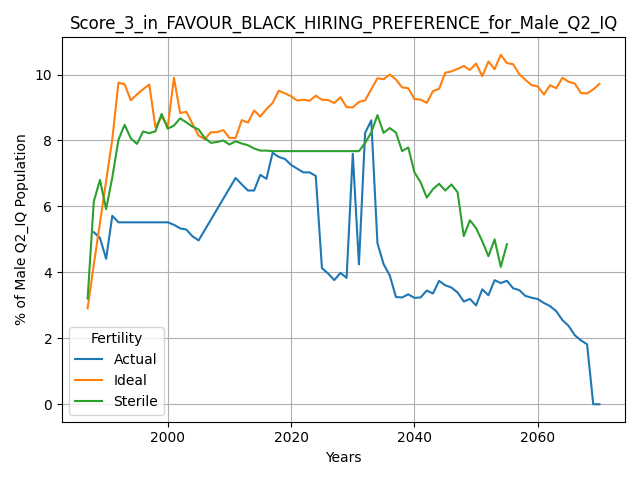 Score_3_in_FAVOUR_BLACK_HIRING_PREFERENCE_for_Male_Q2_IQ
% of Male Q2_IQ Population
10
8
6
4
2
0
Fertility
Actual
Ideal
Sterile
2000
2020
2040
2060
Years